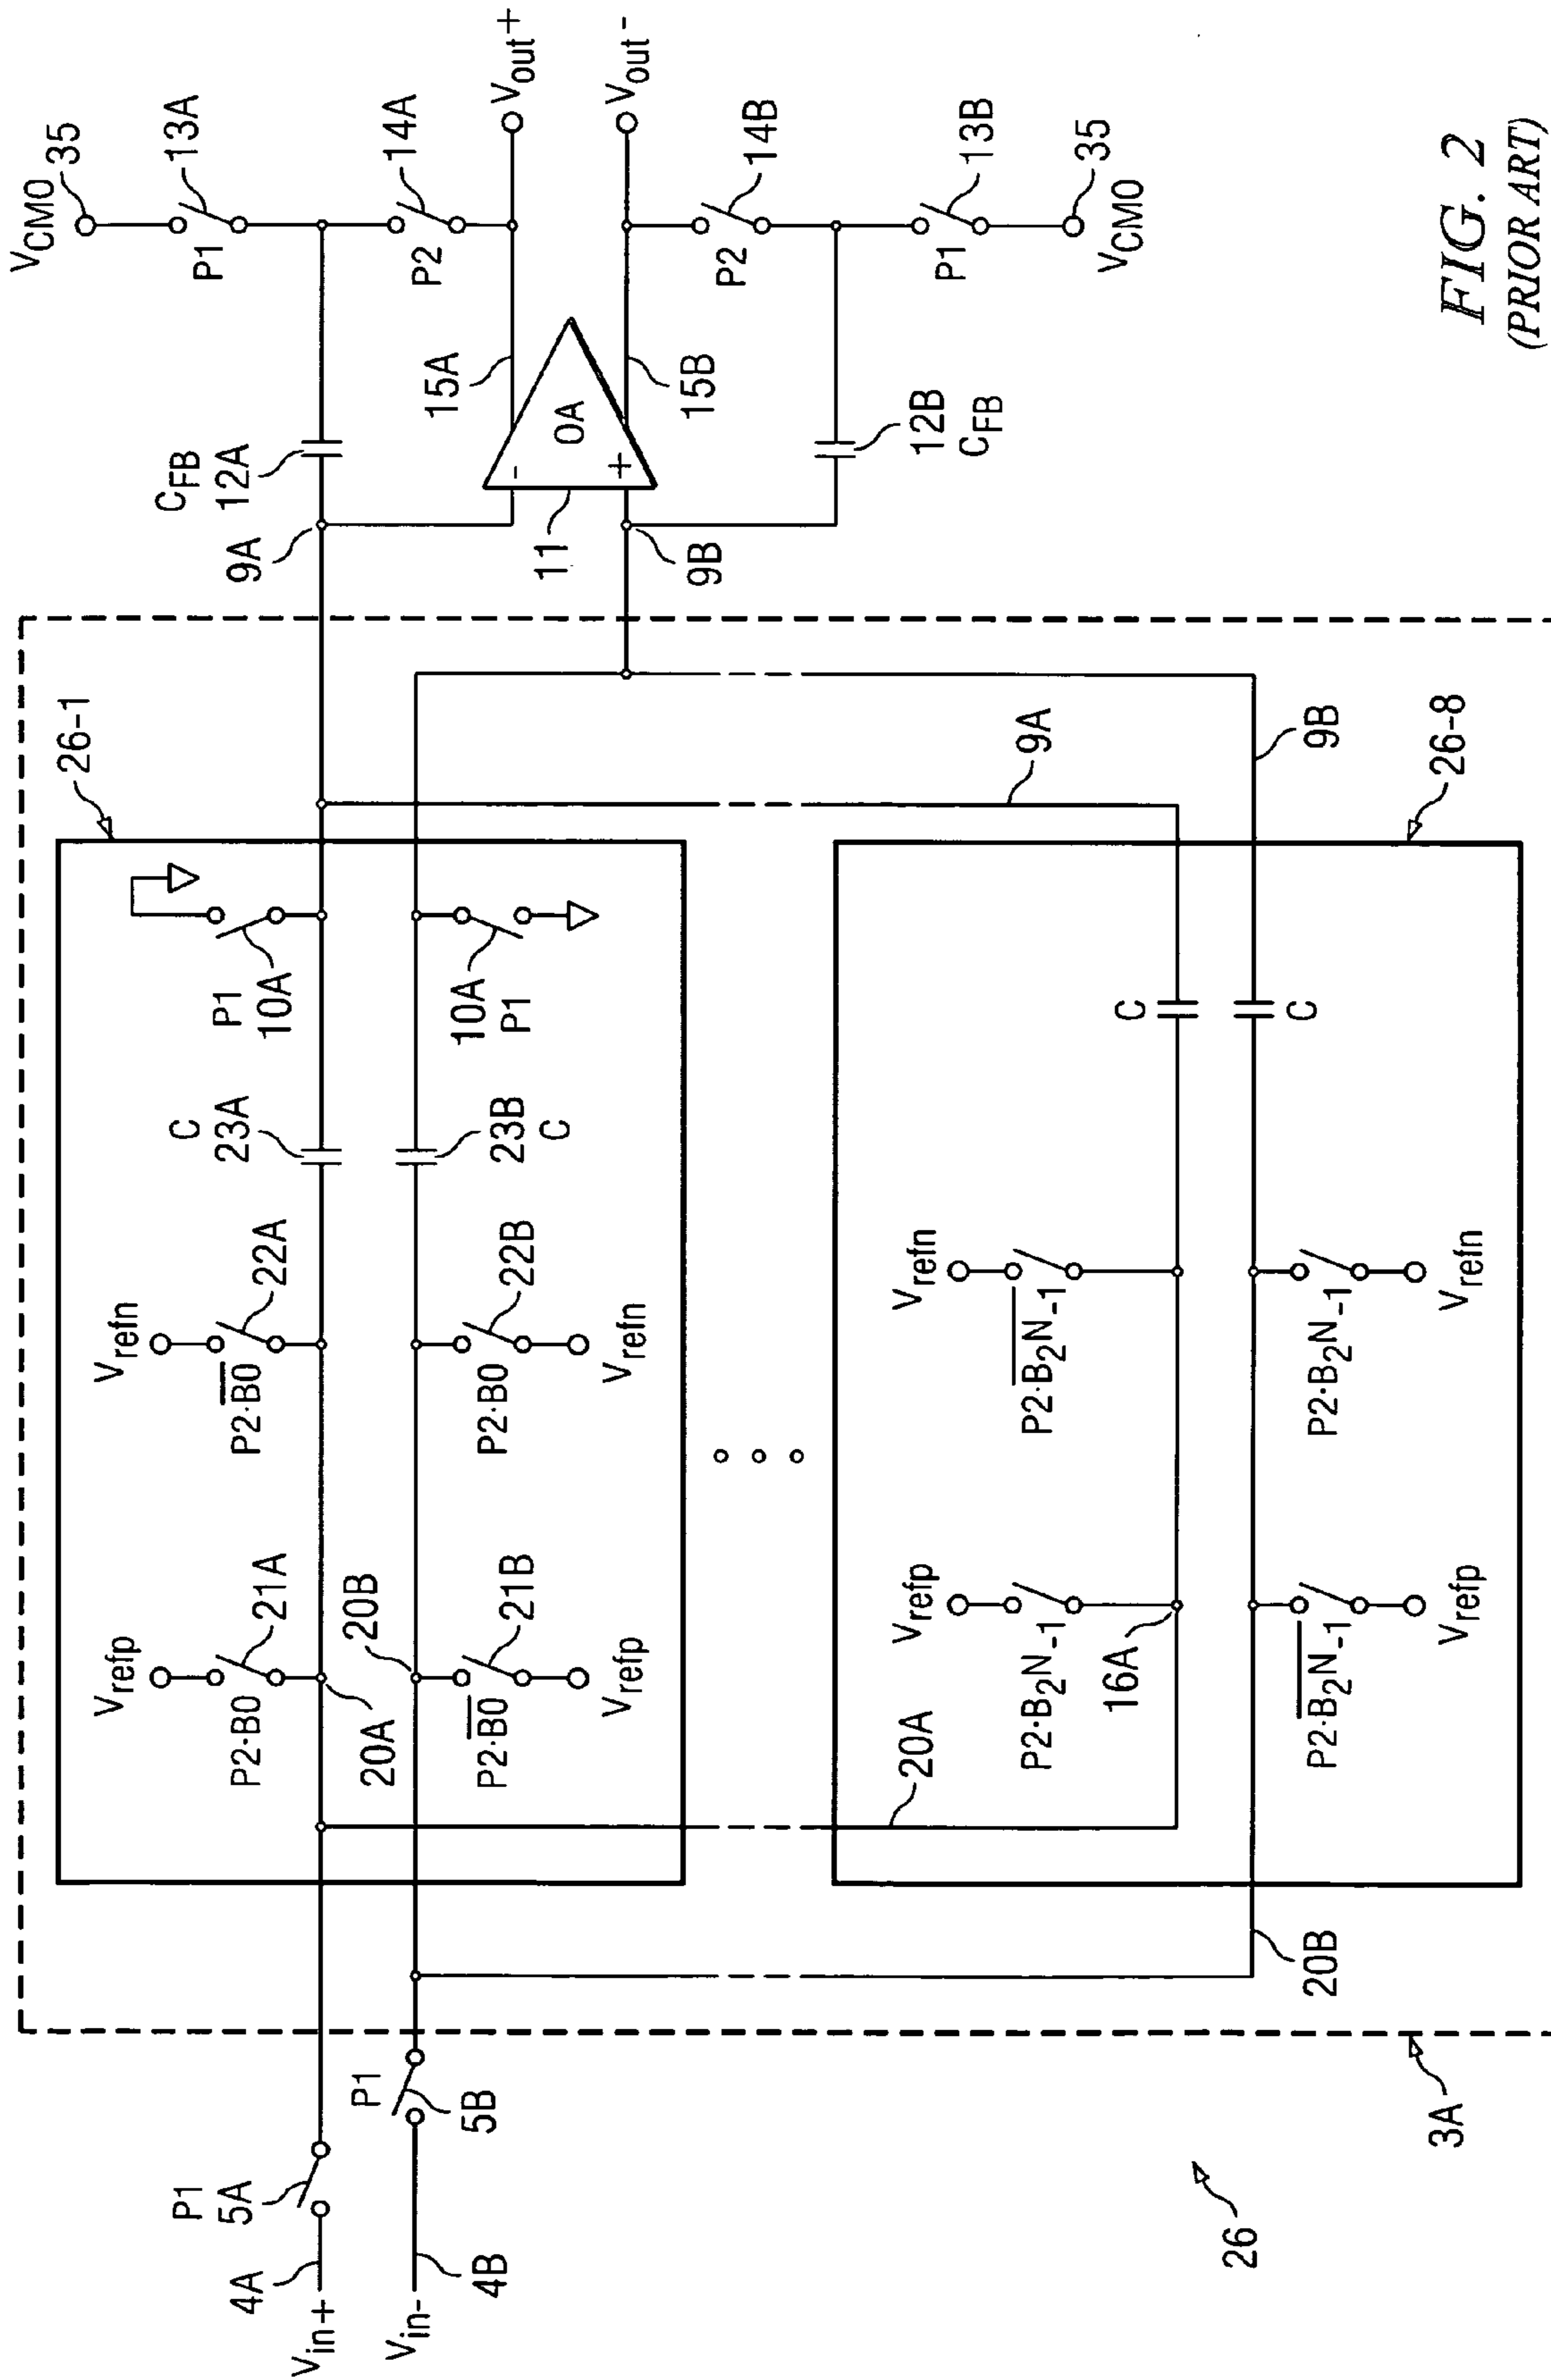 Vin+
4A
P1
5A
Vin-
4B
P1
5B
26
3A
26-1
Vrefp
P2·B0
21A
20A
Vrefn
P2·B̅0̅
22A
C
23A
P1
10A
20B
P2·B̅0̅
21B
Vrefp
P2·B0
22B
Vrefn
23B
C
10A
P1
20A
20B
Vrefp
P2·B2N-1
16A
Vrefn
P2·B̅2̅N̅-1
C
P2·B̅2̅N̅-1
Vrefp
P2·B2N-1
Vrefn
C
9A
9B
26-8
9A
CFB
12A
VCMO
35
P1
13A
P2
14A
Vout+
15A
-
OA
+
11
9B
15B
Vout-
P2
14B
12B
CFB
P1
13B
35
VCMO
FIG. 2
(PRIOR ART)